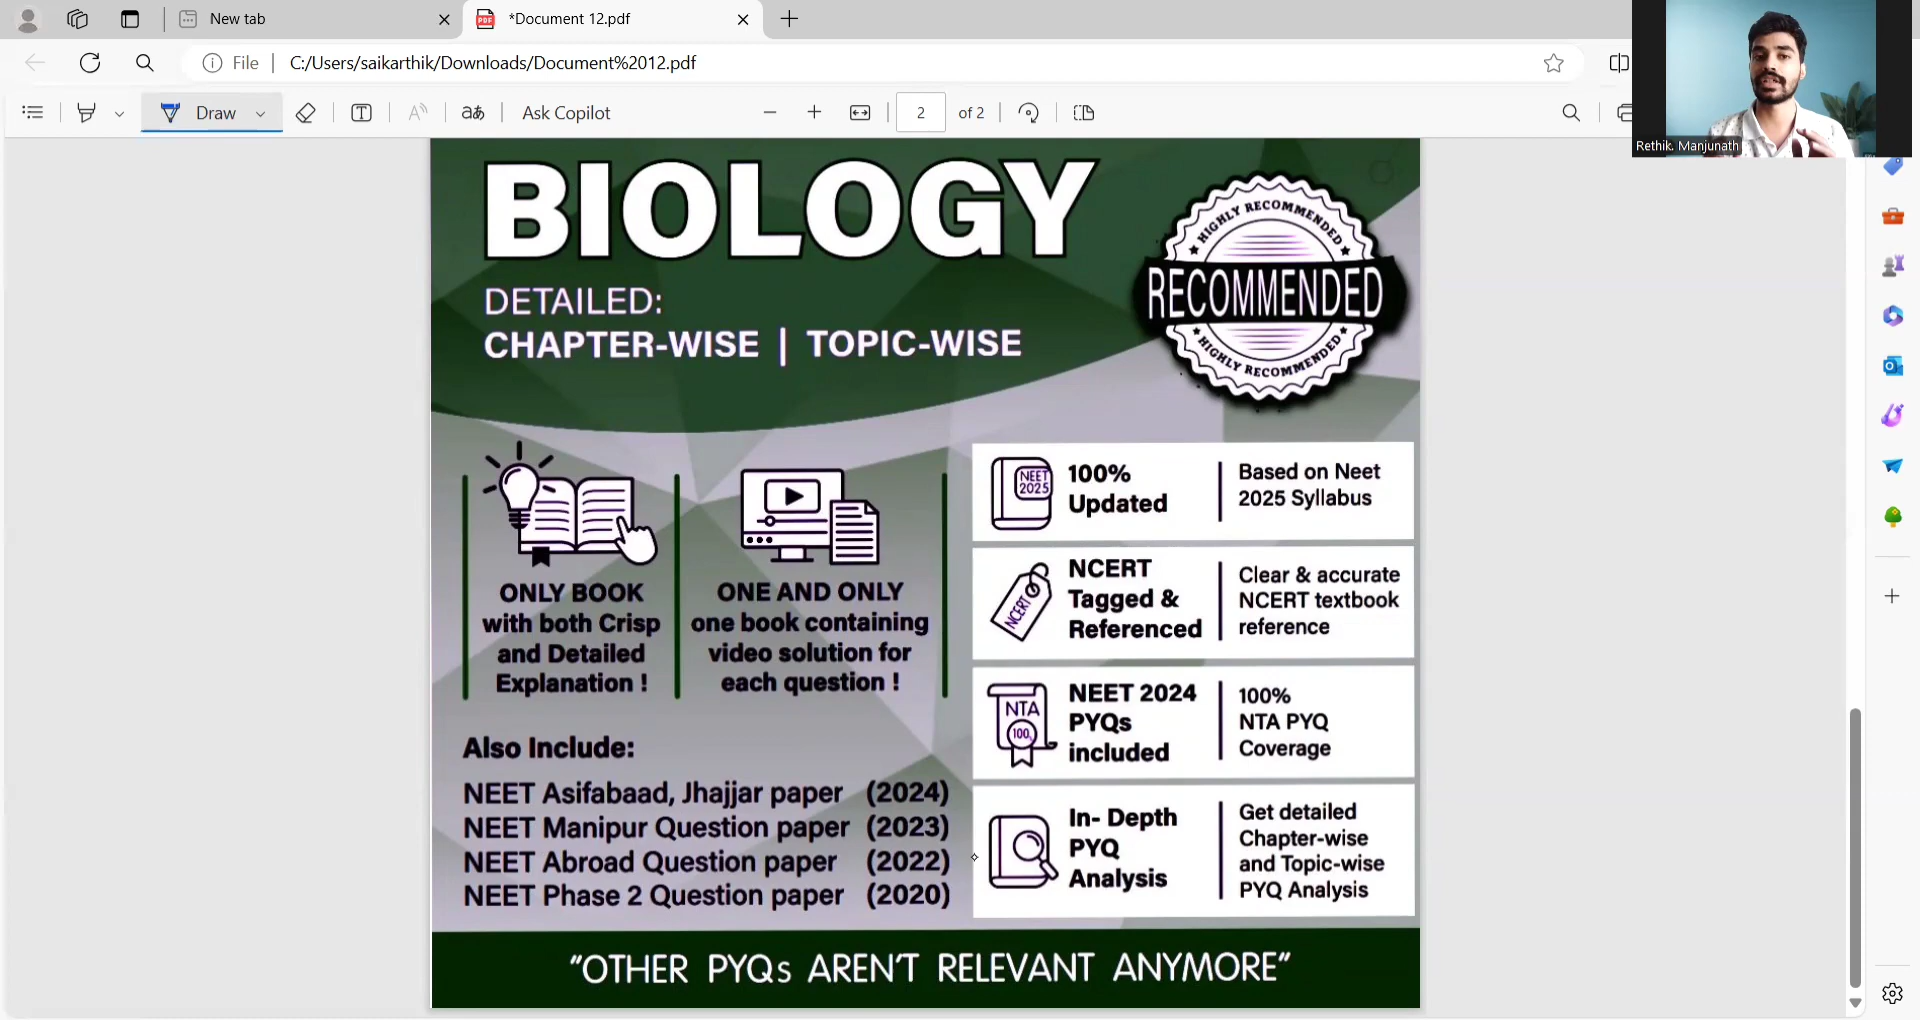 New tab
*Document 12.pdf
File
C:/Users/saikarthik/Downloads/Document%2012.pdf
Draw
aあ
Ask Copilot
2
of 2
Rethik. Manjunath
BIOLOGY
DETAILED:
CHAPTER-WISE | TOPIC-WISE
HIGHLY RECOMMENDED
RECOMMENDED
HIGHLY RECOMMENDED
ONLY BOOK
with both Crisp
and Detailed
Explanation !
ONE AND ONLY
one book containing
video solution for
each question !
Also Include:
NEET Asifabaad, Jhajjar paper (2024)
NEET Manipur Question paper (2023)
NEET Abroad Question paper (2022)
NEET Phase 2 Question paper (2020)
NEET
2025
100%
Updated
Based on Neet
2025 Syllabus
NCERT
NCERT
Tagged &
Referenced
Clear & accurate
NCERT textbook
reference
NTA
100%
NEET 2024
PYQs
included
100%
NTA PYQ
Coverage
In- Depth
PYQ
Analysis
Get detailed
Chapter-wise
and Topic-wise
PYQ Analysis
"OTHER PYQs AREN'T RELEVANT ANYMORE"